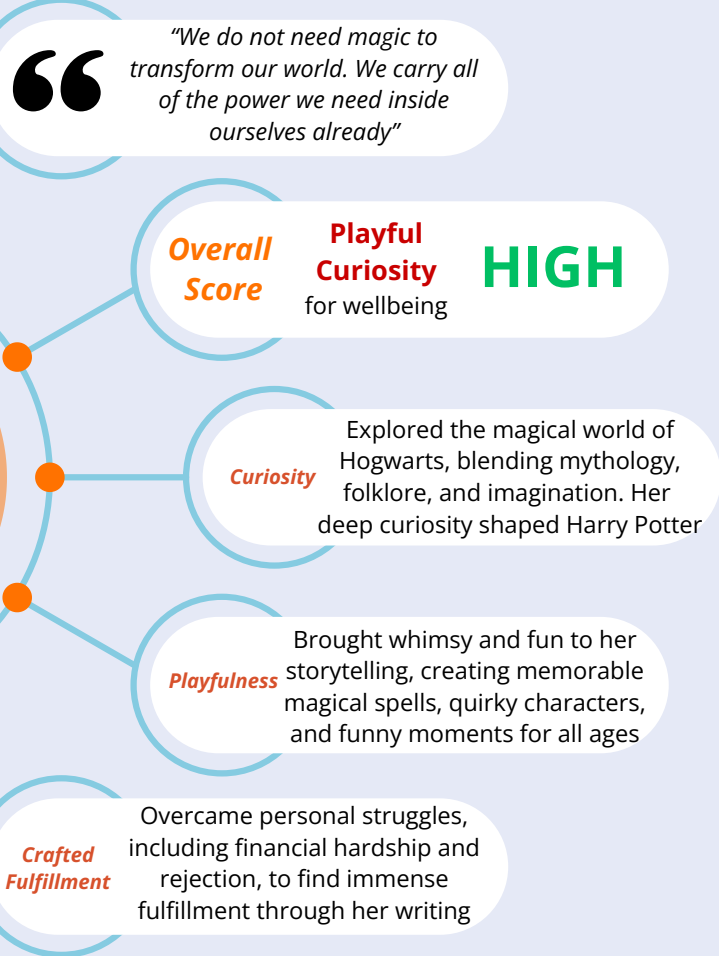 “We do not need magic to
transform our world. We carry all
of the power we need inside
ourselves already”
Overall
Score
Playful
Curiosity
for wellbeing
HIGH
Curiosity
Explored the magical world of
Hogwarts, blending mythology,
folklore, and imagination. Her
deep curiosity shaped Harry Potter
Playfulness
Brought whimsy and fun to her
storytelling, creating memorable
magical spells, quirky characters,
and funny moments for all ages
Crafted
Fulfillment
Overcame personal struggles,
including financial hardship and
rejection, to find immense
fulfillment through her writing